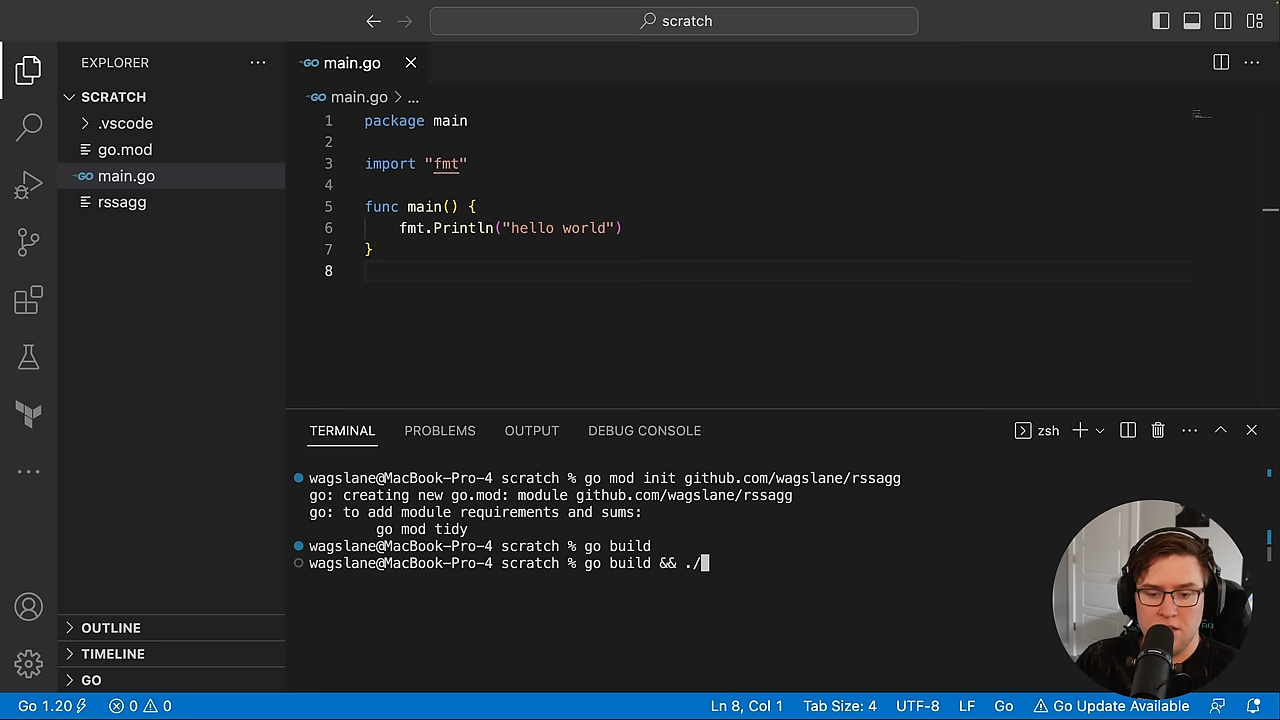 scratch
EXPLORER
SCRATCH
.vscode
go.mod
GO main.go
rssagg
OUTLINE
TIMELINE
GO
GO main.go
GO main.go > ...
1 package main
2
3 import "fmt"
4
5 func main() {
6 fmt.Println("hello world")
7 }
8
TERMINAL PROBLEMS OUTPUT DEBUG CONSOLE zsh
wagslane@MacBook-Pro-4 scratch % go mod init github.com/wagslane/rssagg
go: creating new go.mod: module github.com/wagslane/rssagg
go: to add module requirements and sums:
go mod tidy
wagslane@MacBook-Pro-4 scratch % go build
wagslane@MacBook-Pro-4 scratch % go build && ./
Go 1.20 0 0 Ln 8, Col 1 Tab Size: 4 UTF-8 LF Go Go Update Available